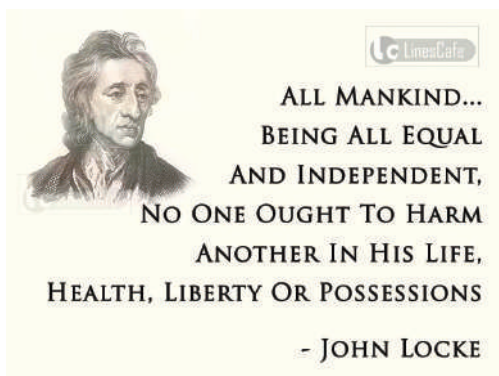 LinesCafe
ALL MANKIND...
BEING ALL EQUAL
AND INDEPENDENT,
NO ONE OUGHT TO HARM
ANOTHER IN HIS LIFE,
HEALTH, LIBERTY OR POSSESSIONS
- JOHN LOCKE